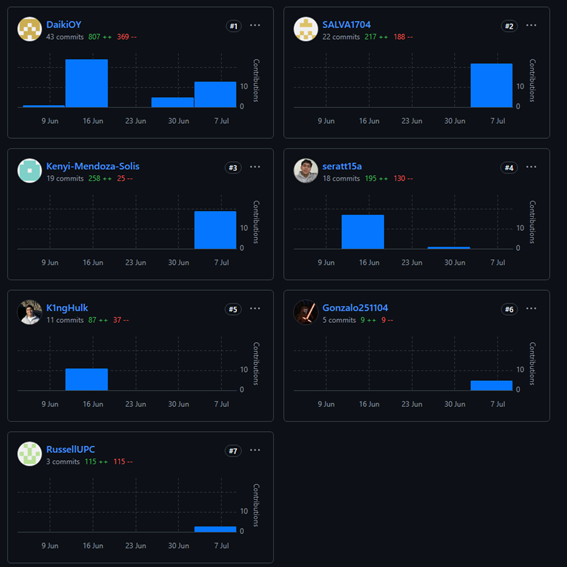 DaikiOY
#1
43 commits 807 ++ 369 --
Contributions
10
0
9 Jun 16 Jun 23 Jun 30 Jun 7 Jul
SALVA1704
#2
22 commits 217 ++ 188 --
Contributions
10
0
9 Jun 16 Jun 23 Jun 30 Jun 7 Jul
Kenyi-Mendoza-Solis
#3
19 commits 258 ++ 25 --
Contributions
10
0
9 Jun 16 Jun 23 Jun 30 Jun 7 Jul
seratt15a
#4
18 commits 195 ++ 130 --
Contributions
10
0
9 Jun 16 Jun 23 Jun 30 Jun 7 Jul
K1ngHulk
#5
11 commits 87 ++ 37 --
Contributions
10
0
9 Jun 16 Jun 23 Jun 30 Jun 7 Jul
Gonzalo251104
#6
5 commits 9 ++ 9 --
Contributions
10
0
9 Jun 16 Jun 23 Jun 30 Jun 7 Jul
RussellUPC
#7
3 commits 115 ++ 115 --
Contributions
10
0
9 Jun 16 Jun 23 Jun 30 Jun 7 Jul